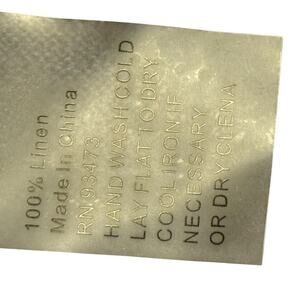 100% Linen
Made In China
RN 93473
HAND WASH COLD
LAY FLAT TO DRY
COOL IRON IF
NECESSARY
OR DRY CLENA